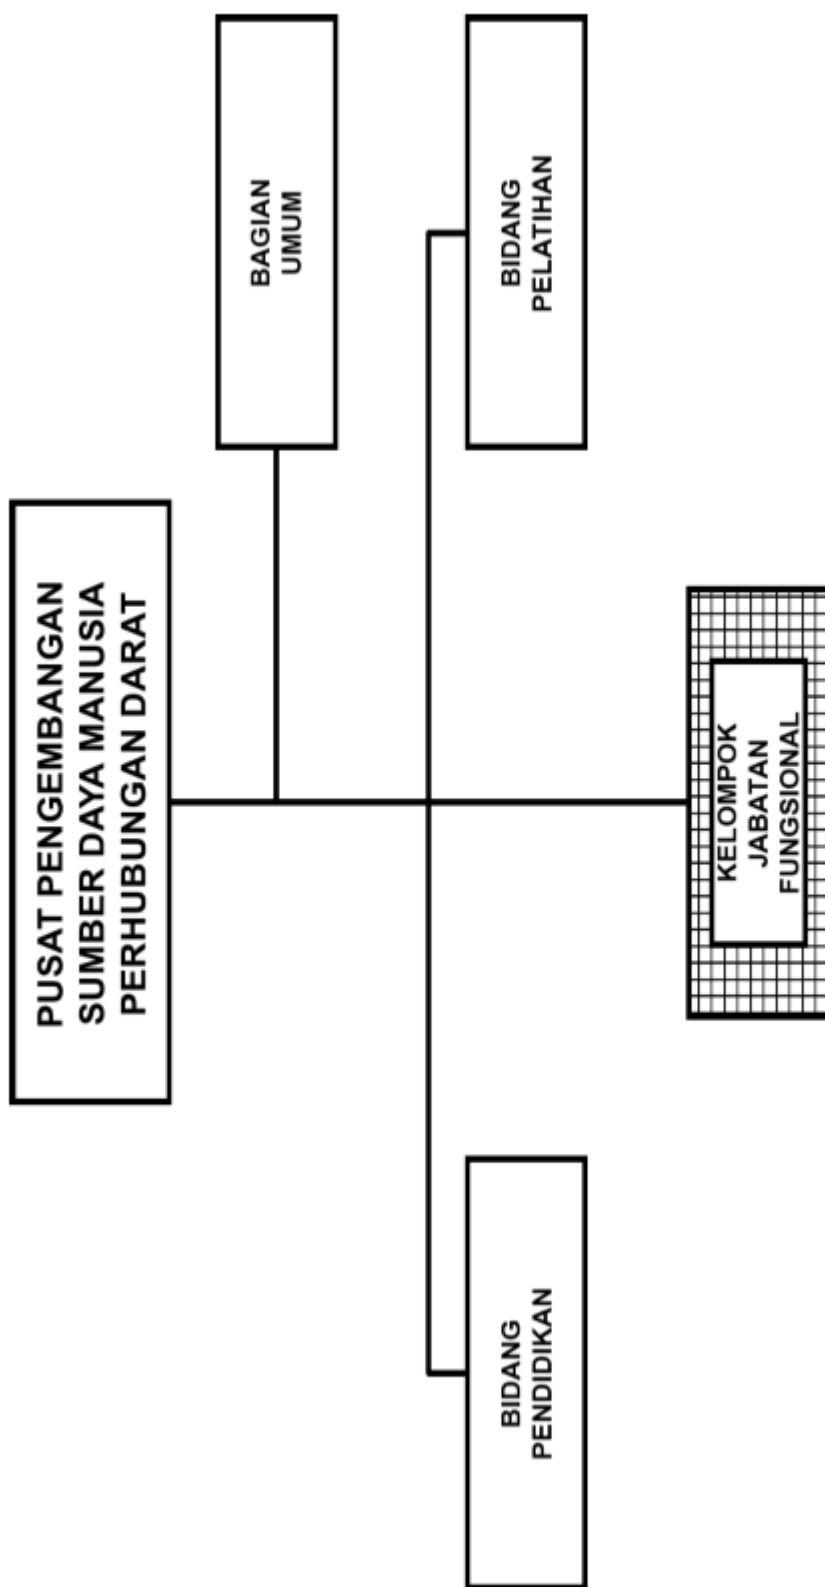 PUSAT PENGEMBANGAN
SUMBER DAYA MANUSIA
PERHUBUNGAN DARAT
BAGIAN
UMUM
BIDANG
PENDIDIKAN
BIDANG
PELATIHAN
KELOMPOK
JABATAN
FUNGSIONAL